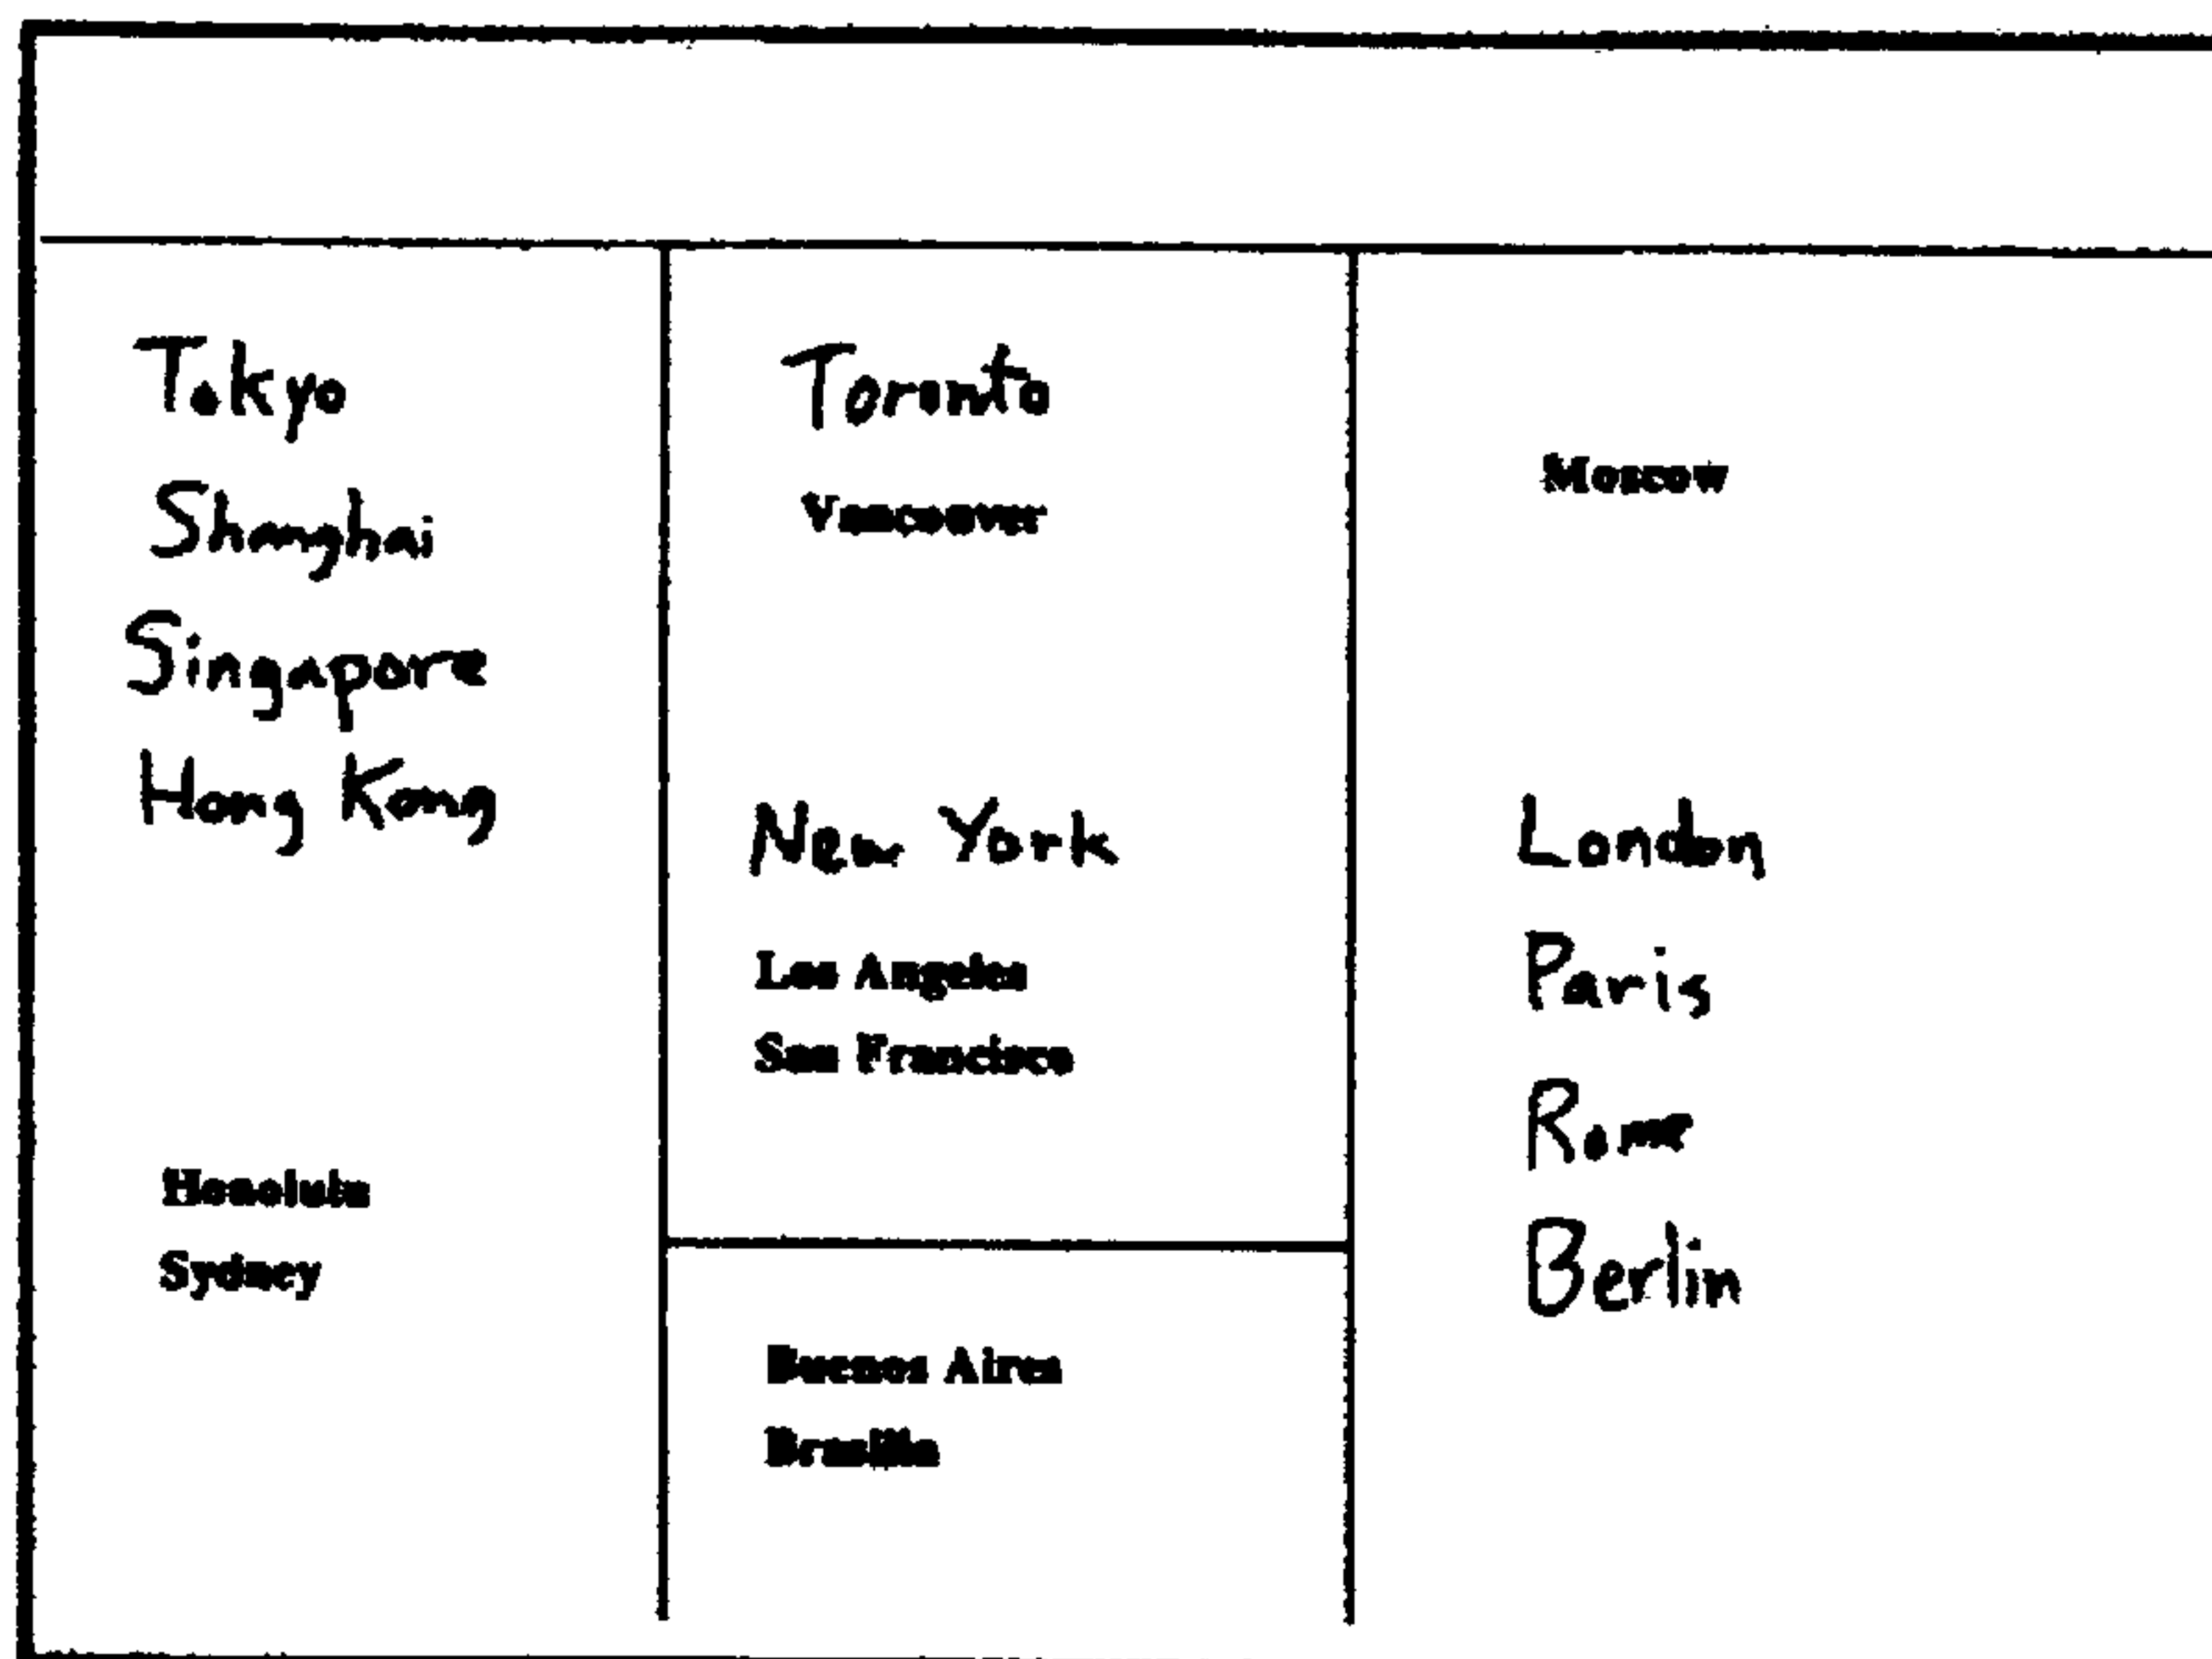 Tokyo
Shanghai
Singapore
Hong Kong
Honolulu
Sydney
Toronto
Vancouver
New York
Los Angeles
San Francisco
Buenos Aires
Brasilia
Moscow
London
Paris
Rome
Berlin